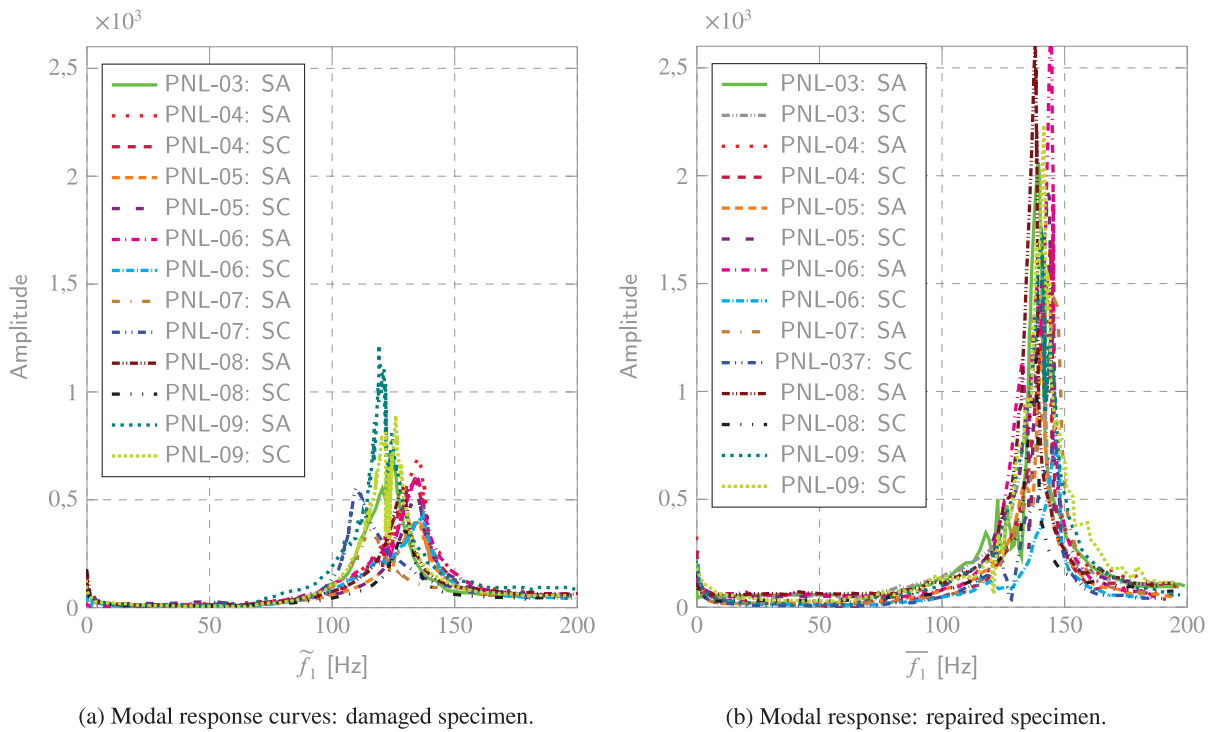 ×10³
2,5
2
1,5
1
0,5
0
0 50 100 150 200
Amplitude
f̃₁ [Hz]
PNL-03: SA
PNL-04: SA
PNL-04: SC
PNL-05: SA
PNL-05: SC
PNL-06: SA
PNL-06: SC
PNL-07: SA
PNL-07: SC
PNL-08: SA
PNL-08: SC
PNL-09: SA
PNL-09: SC
(a) Modal response curves: damaged specimen.
×10³
2,5
2
1,5
1
0,5
0
0 50 100 150 200
Amplitude
f̅₁ [Hz]
PNL-03: SA
PNL-03: SC
PNL-04: SA
PNL-04: SC
PNL-05: SA
PNL-05: SC
PNL-06: SA
PNL-06: SC
PNL-07: SA
PNL-037: SC
PNL-08: SA
PNL-08: SC
PNL-09: SA
PNL-09: SC
(b) Modal response: repaired specimen.